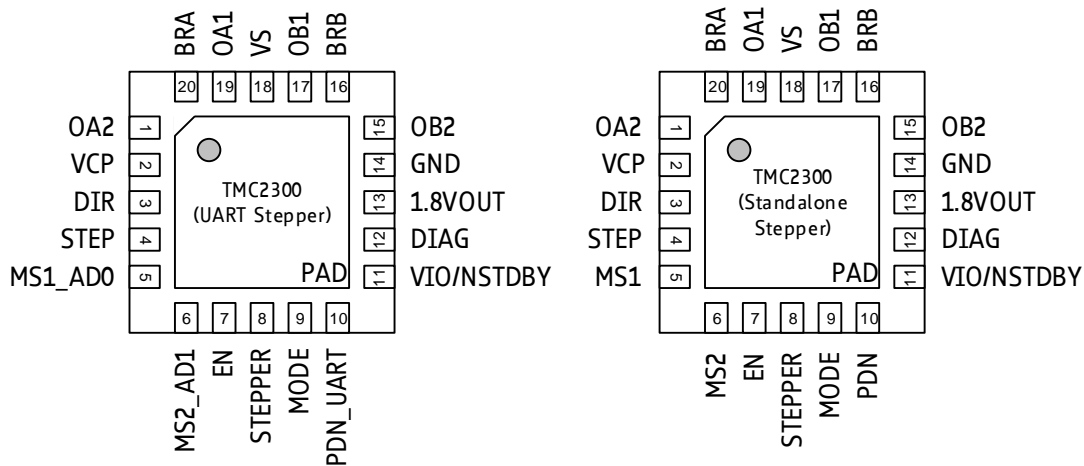 BRA
OA1
VS
OB1
BRB
20
19
18
17
16
OA2
1
VCP
2
DIR
3
STEP
4
MS1_AD0
5
TMC2300
(UART Stepper)
PAD
15
OB2
14
GND
13
1.8VOUT
12
DIAG
11
VIO/NSTDBY
6
7
8
9
10
MS2_AD1
EN
STEPPER
MODE
PDN_UART
BRA
OA1
VS
OB1
BRB
20
19
18
17
16
OA2
1
VCP
2
DIR
3
STEP
4
MS1
5
TMC2300
(Standalone
Stepper)
PAD
15
OB2
14
GND
13
1.8VOUT
12
DIAG
11
VIO/NSTDBY
6
7
8
9
10
MS2
EN
STEPPER
MODE
PDN